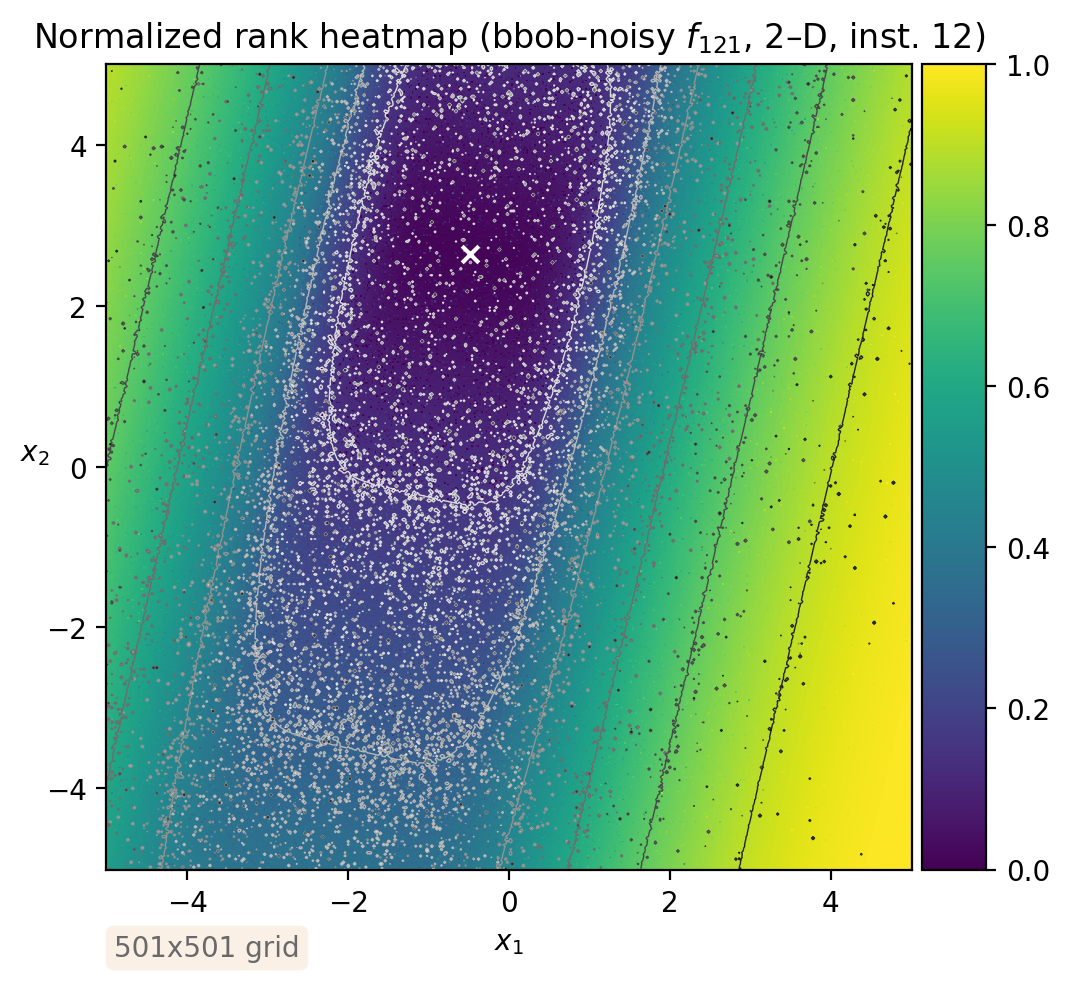 Normalized rank heatmap (bbob-noisy f₁₂₁, 2–D, inst. 12)
1.0
0.8
0.6
0.4
0.2
0.0
4
2
0
−2
−4
x₂
−4 −2 0 2 4
x₁
501x501 grid